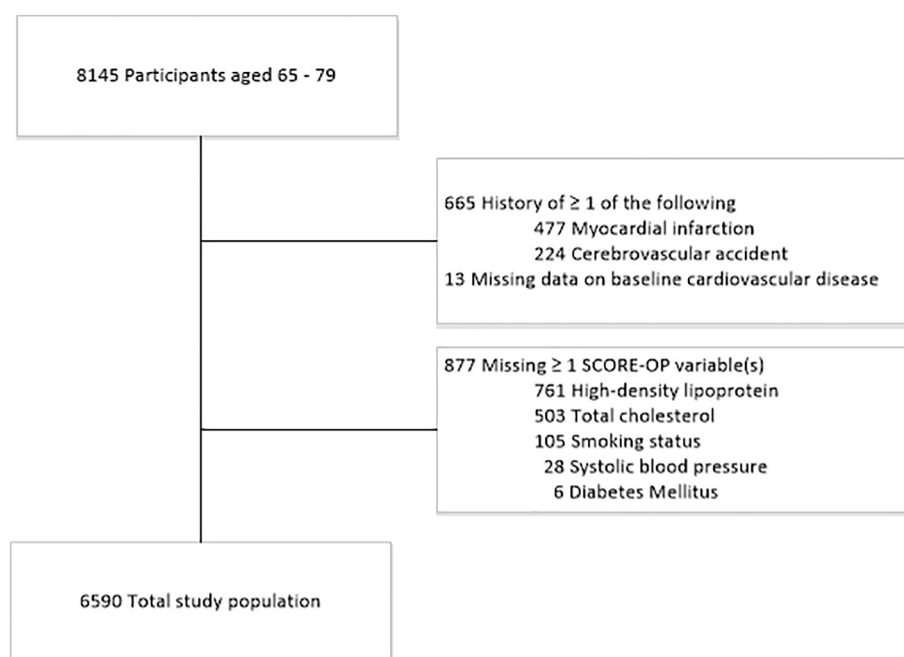 8145 Participants aged 65 - 79
665 History of ≥ 1 of the following
477 Myocardial infarction
224 Cerebrovascular accident
13 Missing data on baseline cardiovascular disease
877 Missing ≥ 1 SCORE-OP variable(s)
761 High-density lipoprotein
503 Total cholesterol
105 Smoking status
28 Systolic blood pressure
6 Diabetes Mellitus
6590 Total study population